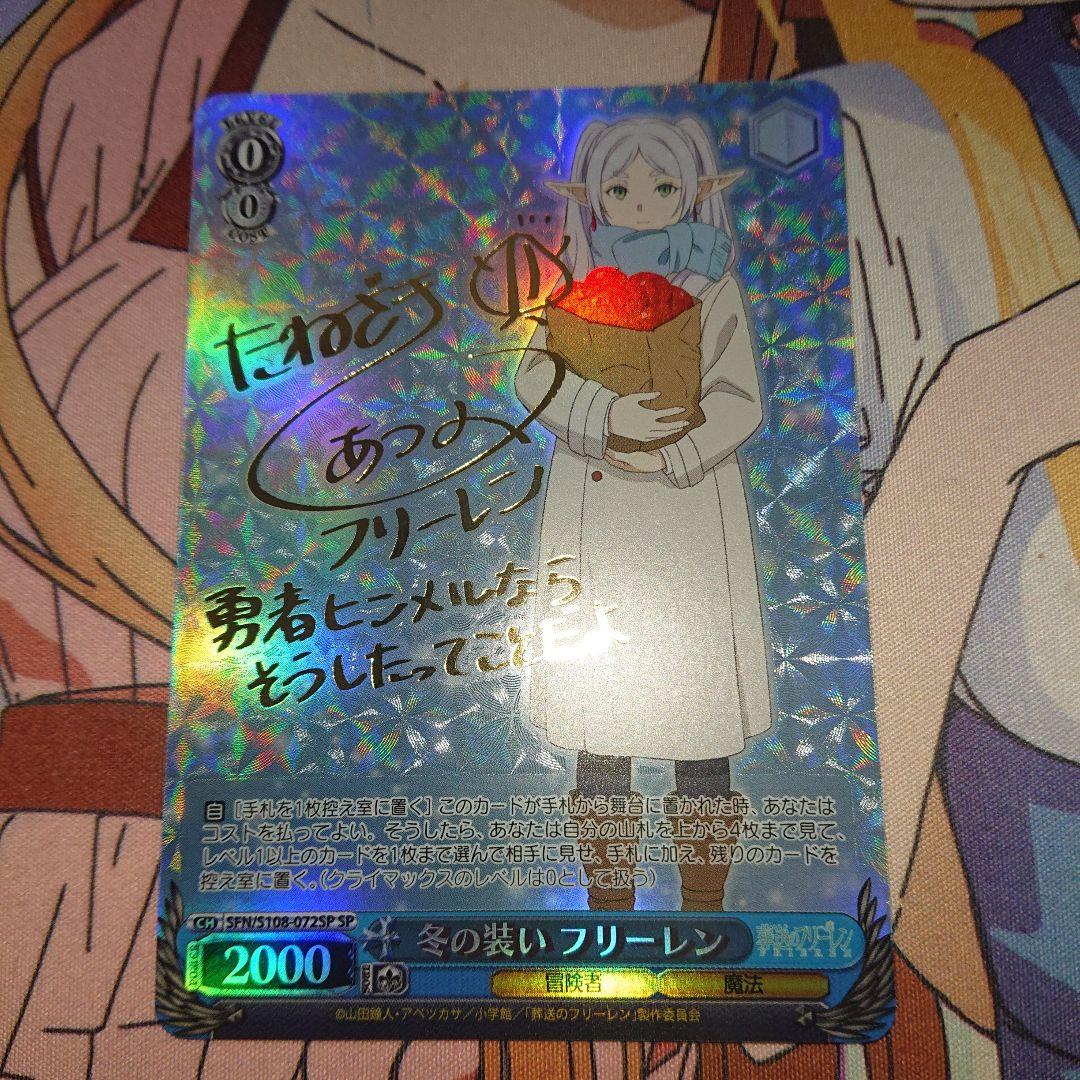 LEVEL
0
0
COST
たねざき
あつみ
フリーレン
勇者ヒンメルなら
そうしたってことだよ
自 [手札を1枚控え室に置く] このカードが手札から舞台に置かれた時、あなたは
コストを払ってよい。そうしたら、あなたは自分の山札を上から4枚まで見て、
レベル1以上のカードを1枚まで選んで相手に見せ、手札に加え、残りのカードを
控え室に置く。(クライマックスのレベルは0として扱う)
CH SFN/S108-072SP SP
冬の装い フリーレン
葬送のフリーレン
2000
冒険者
魔法
©山田鐘人・アベツカサ/小学館/「葬送のフリーレン」製作委員会